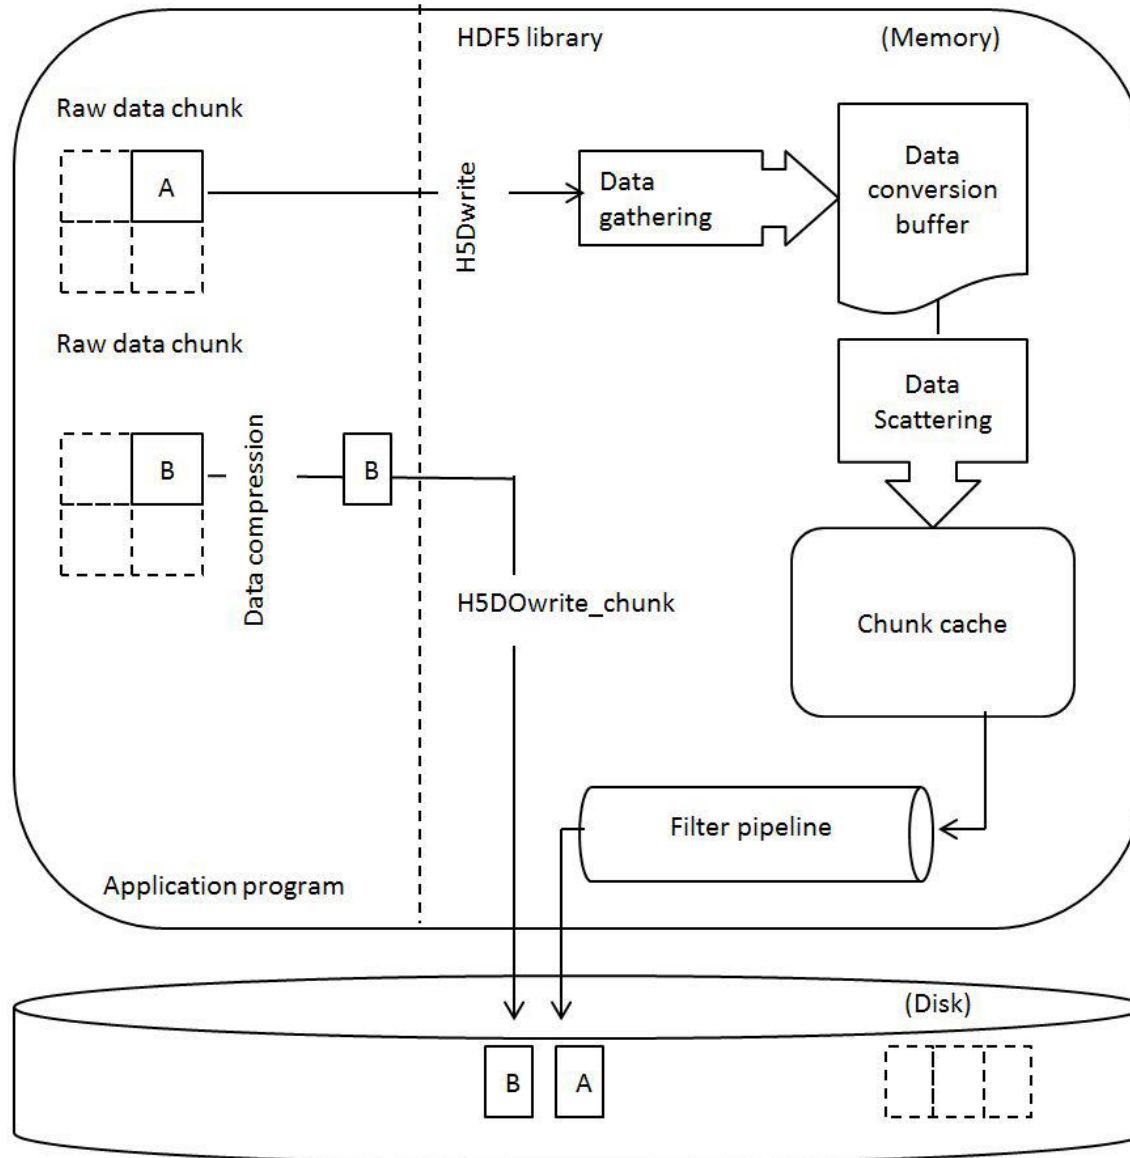 HDF5 library
(Memory)
Raw data chunk
A
H5Dwrite
Data
gathering
Data
conversion
buffer
Raw data chunk
Data
Scattering
B
Data compression
B
H5DOwrite_chunk
Chunk cache
Filter pipeline
Application program
(Disk)
B
A